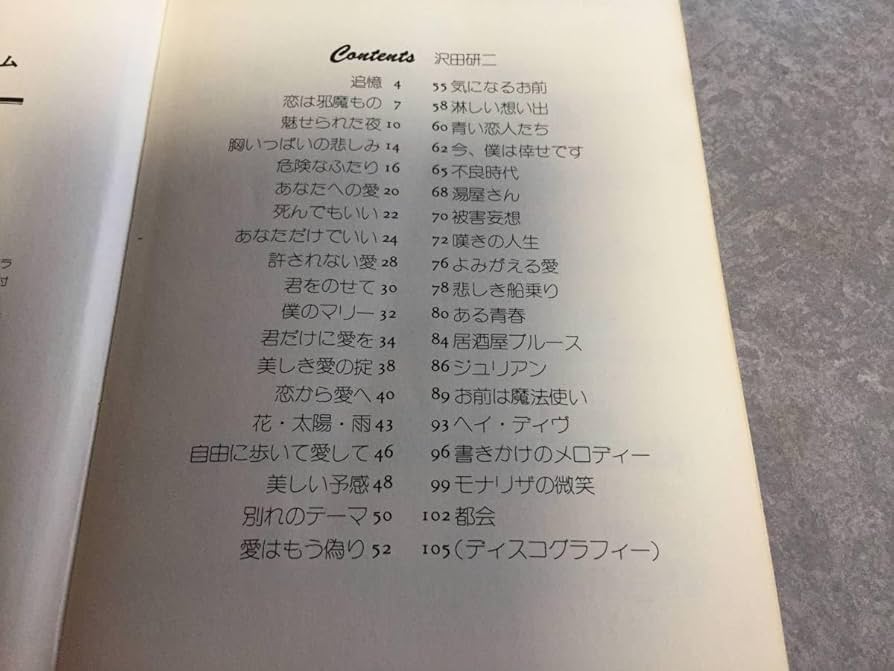 Contents 沢田研二
追憶 4
恋は邪魔もの 7
魅せられた夜 10
胸いっぱいの悲しみ 14
危険なふたり 16
あなたへの愛 20
死んでもいい 22
あなただけでいい 24
許されない愛 28
君をのせて 30
僕のマリー 32
君だけに愛を 34
美しき愛の掟 38
恋から愛へ 40
花・太陽・雨 43
自由に歩いて愛して 46
美しい予感 48
別れのテーマ 50
愛はもう偽り 52
55 気になるお前
58 淋しい想い出
60 青い恋人たち
62 今、僕は倖せです
65 不良時代
68 湯屋さん
70 被害妄想
72 嘆きの人生
76 よみがえる愛
78 悲しき船乗り
80 ある青春
84 居酒屋ブルース
86 ジュリアン
89 お前は魔法使い
93 ヘイ・デイヴ
96 書きかけのメロディー
99 モナリザの微笑
102 都会
105 (ディスコグラフィー)
ム
ラ
付